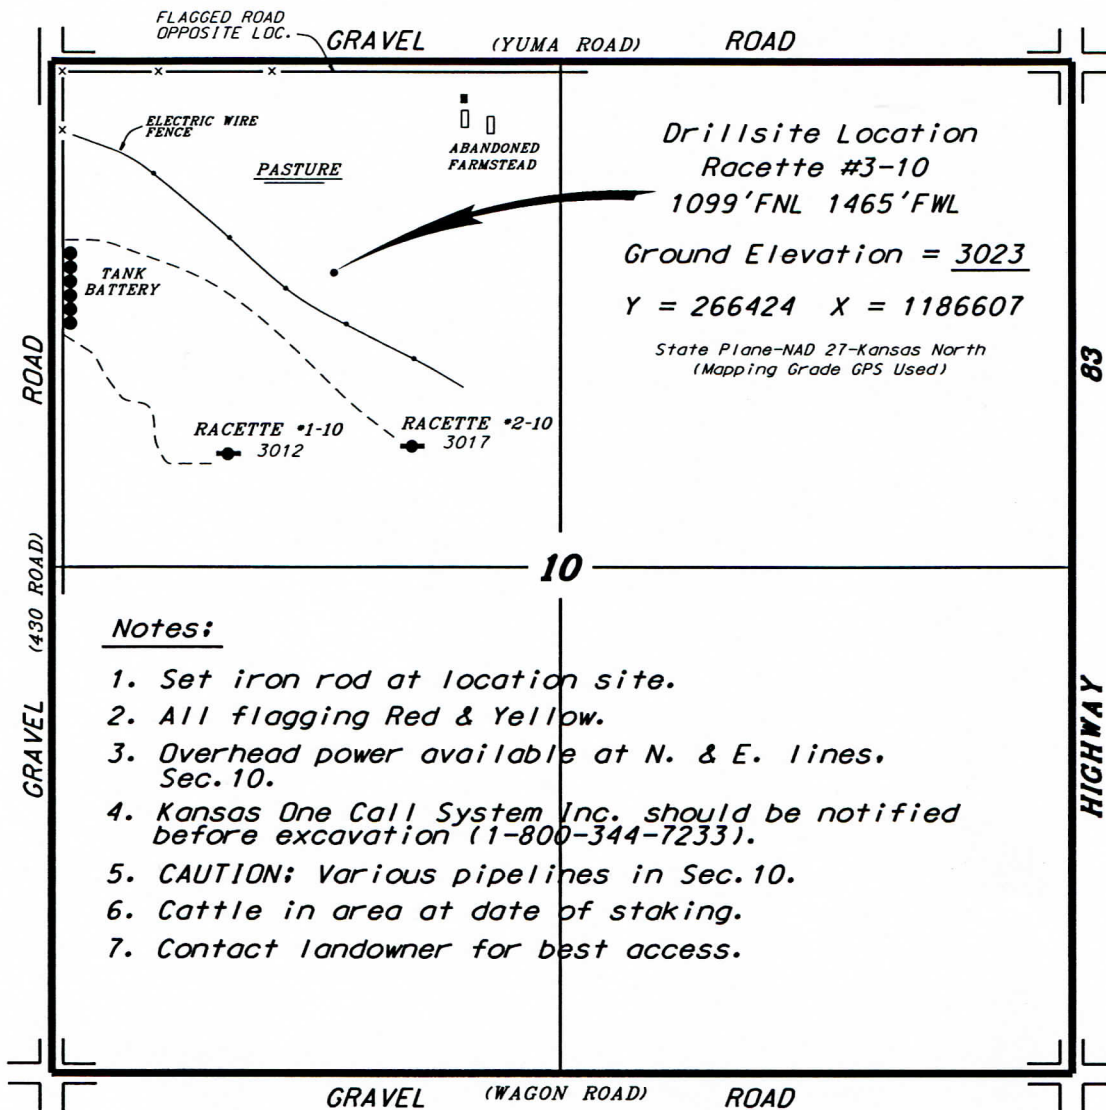 FLAGGED ROAD
OPPOSITE LOC.
GRAVEL (YUMA ROAD) ROAD
ELECTRIC WIRE
FENCE
PASTURE
ABANDONED
FARMSTEAD
Drillsite Location
Racette #3-10
1099'FNL 1465'FWL
Ground Elevation = 3023
Y = 266424 X = 1186607
State Plane-NAD 27-Kansas North
(Mapping Grade GPS Used)
TANK
BATTERY
RACETTE #1-10
3012
RACETTE #2-10
3017
GRAVEL (430 ROAD) ROAD
HIGHWAY 83
10
Notes:
1. Set iron rod at location site.
2. All flagging Red & Yellow.
3. Overhead power available at N. & E. lines,
Sec.10.
4. Kansas One Call System Inc. should be notified
before excavation (1-800-344-7233).
5. CAUTION: Various pipelines in Sec.10.
6. Cattle in area at date of staking.
7. Contact landowner for best access.
GRAVEL (WAGON ROAD) ROAD